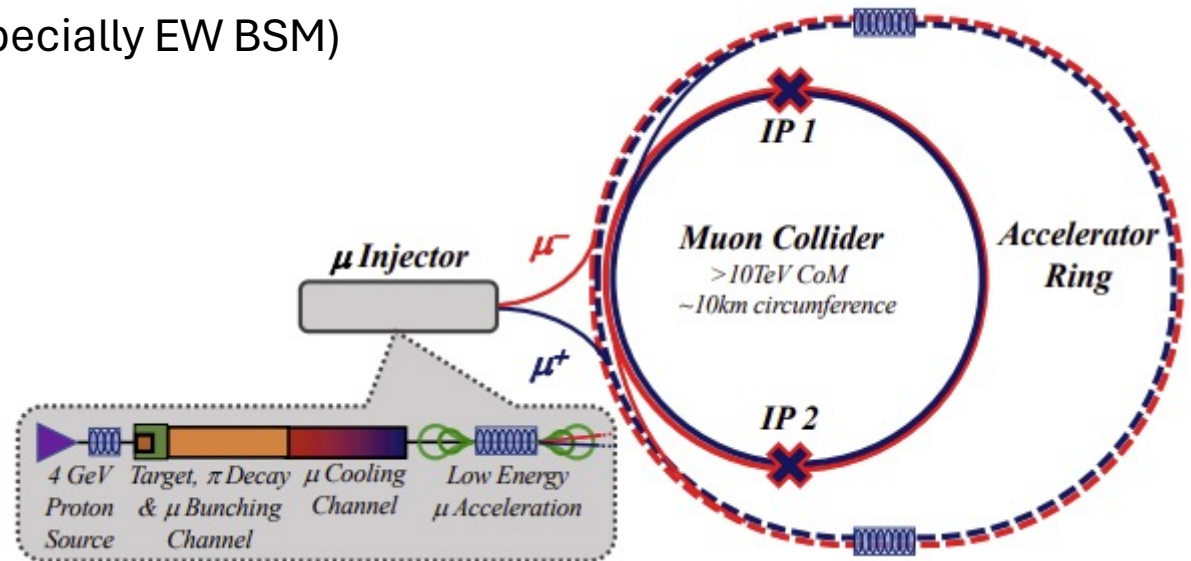 pecially EW BSM)
IP 1
μ Injector
μ−
μ+
Muon Collider
>10TeV CoM
~10km circumference
Accelerator
Ring
IP 2
4 GeV
Proton
Source
Target, π Decay
& μ Bunching
Channel
μ Cooling
Channel
Low Energy
μ Acceleration